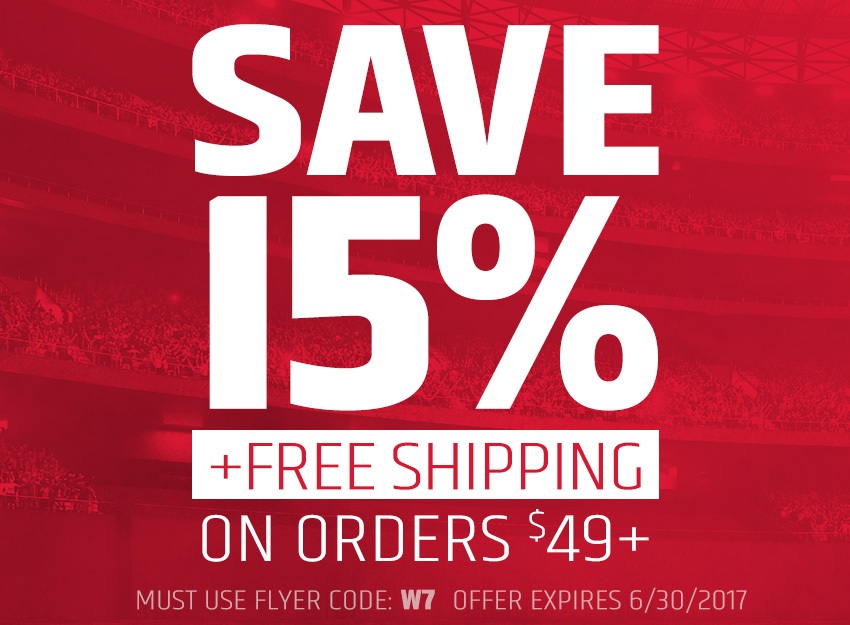 SAVE
15%
+FREE SHIPPING
ON ORDERS $49+
MUST USE FLYER CODE: W7 OFFER EXPIRES 6/30/2017